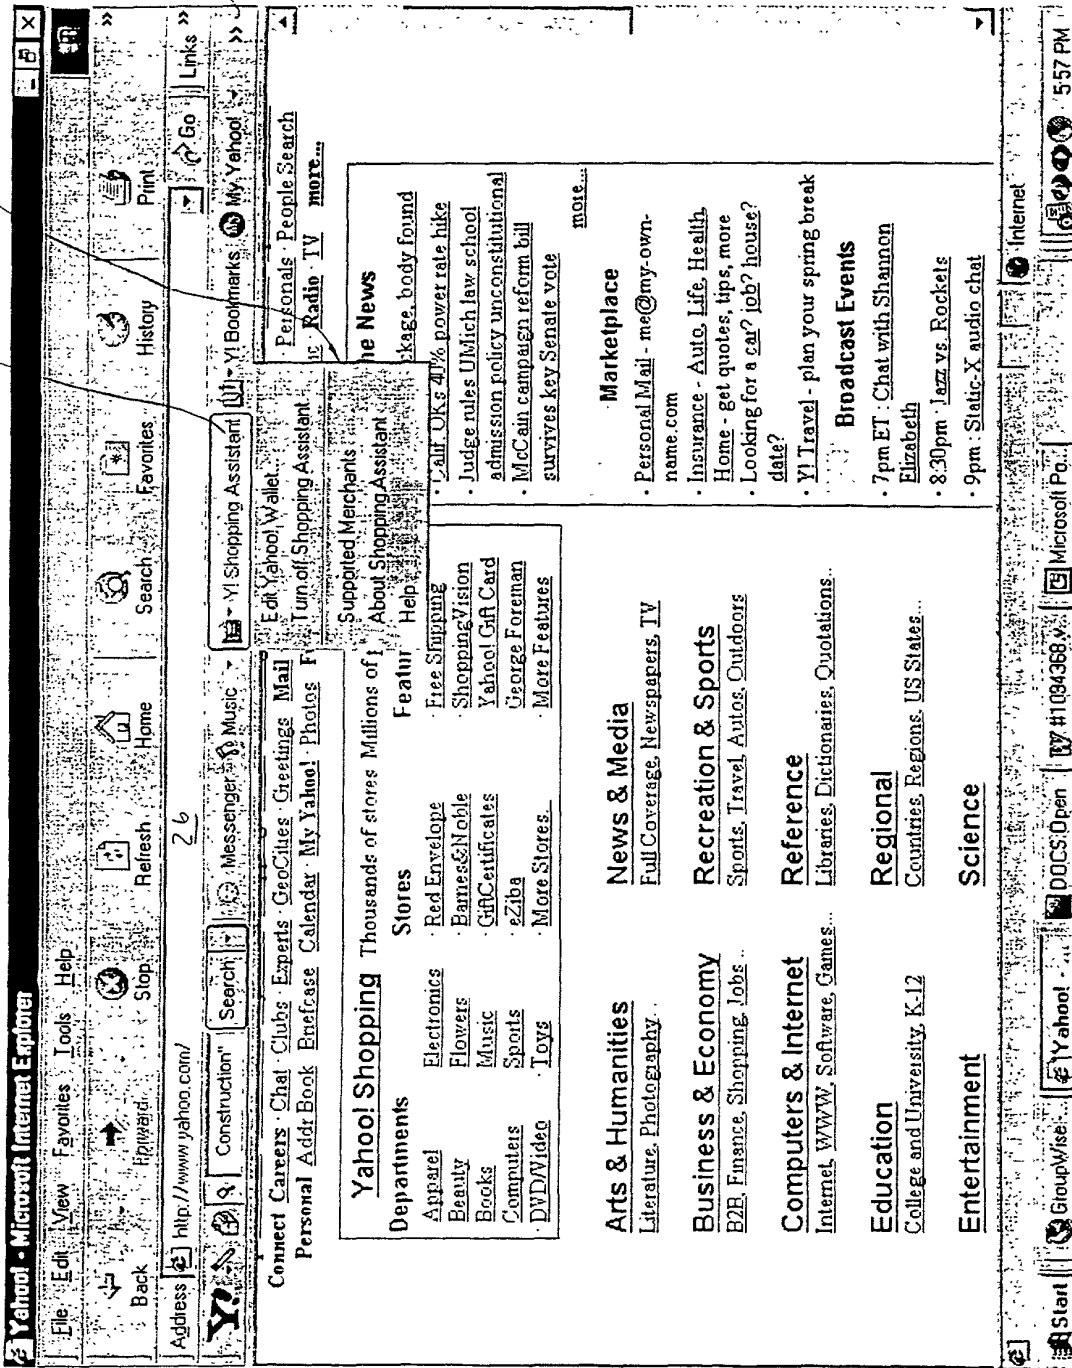 Yahoo! - Microsoft Internet Explorer
File Edit View Favorites Tools Help
Back Forward Stop Refresh Home Search Favorites History Print »
Address http://www.yahoo.com/ Go Links »
26
Y! Construction" Search Messenger Music Y! Shopping Assistant Y! Bookmarks My Yahoo! »
Edit Yahoo! Wallet...
Turn off Shopping Assistant
Supported Merchants
About Shopping Assistant
Help
Connect Careers · Chat · Clubs · Experts · GeoCities · Greetings · Mail · Personals · People Search
Personal Addr Book · Briefcase · Calendar · My Yahoo! · Photos Radio · TV more...
Yahoo! Shopping Thousands of stores Millions of
Departments
Apparel
Beauty
Books
Computers
DVD/Video
Electronics
Flowers
Music
Sports
Toys
Stores
Red Envelope
Barnes&Noble
GiftCertificates
eZiba
More Stores..
Featur
Free Shipping
ShoppingVision
Yahoo! Gift Card
George Foreman
More Features
Arts & Humanities
Literature, Photography...
Business & Economy
B2B, Finance, Shopping, Jobs...
Computers & Internet
Internet, WWW, Software, Games...
Education
College and University, K-12
Entertainment
News & Media
Full Coverage, Newspapers, TV
Recreation & Sports
Sports, Travel, Autos, Outdoors
Reference
Libraries, Dictionaries, Quotations...
Regional
Countries, Regions, US States...
Science
he News
kage, body found
· Calif OKs 40% power rate hike
· Judge rules UMich law school
admission policy unconstitutional
· McCain campaign reform bill
survives key Senate vote
more...
Marketplace
· Personal Mail - me@my-own-
name.com
· Insurance - Auto, Life, Health,
Home - get quotes, tips, more
· Looking for a car? job? house?
date?
· Y! Travel - plan your spring break
Broadcast Events
· 7pm ET : Chat with Shannon
Elizabeth
· 8:30pm : Jazz vs. Rockets
· 9pm : Static-X audio chat
Internet
Start GroupWise... Yahoo! - ... DOCS Open #1094368.v... Microsoft Po... 5:57 PM